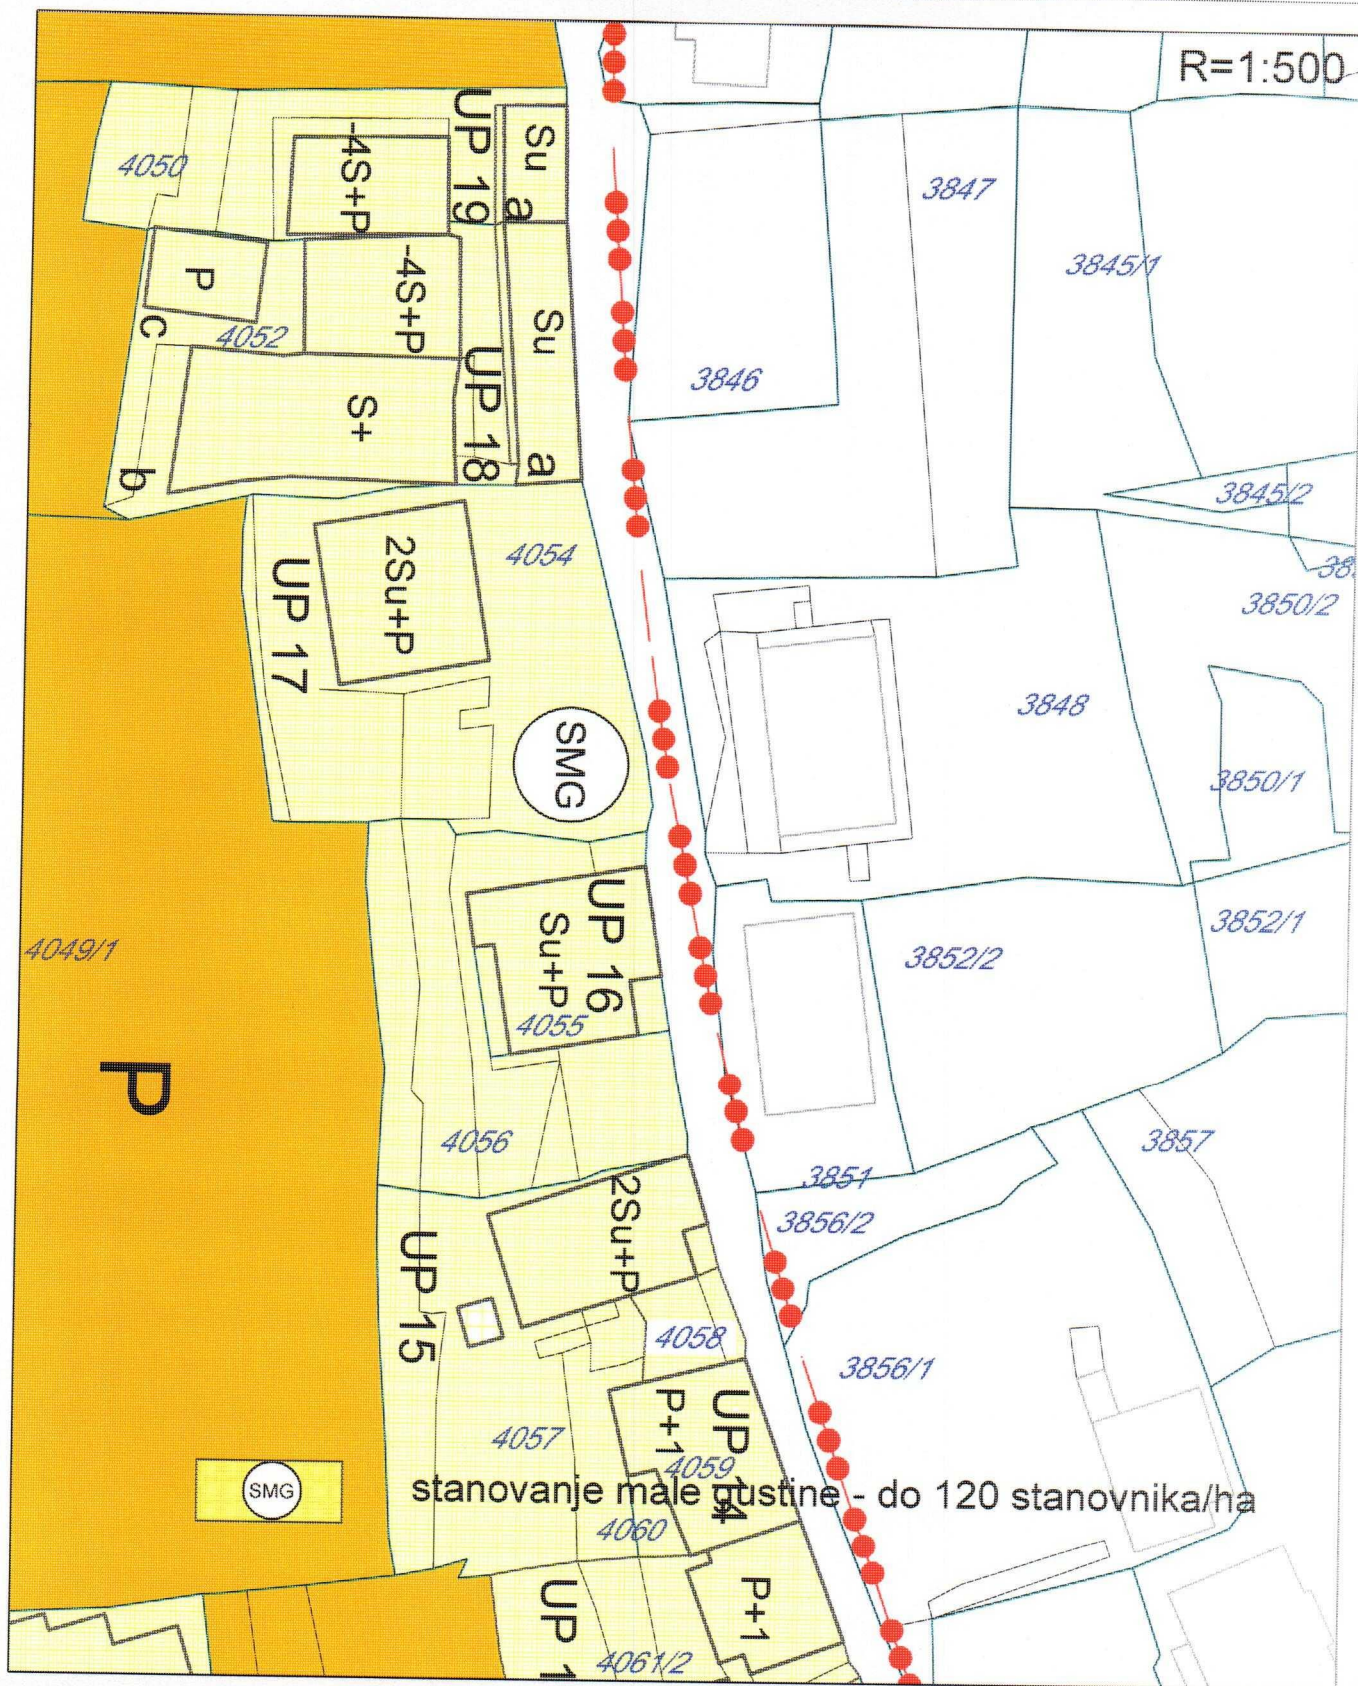 R=1:500
4050
-4S+P
UP 19
Su
a
3847
3845/1
P
c
4052
-4S+P
UP 18
Su
a
S+
b
3846
3845/2
4054
2Su+P
UP 17
3850/2
SMG
3848
3850/1
UP 16
Su+P
4055
3852/2
3852/1
4049/1
P
4056
3857
3851
3856/2
2Su+P
UP 15
4058
3856/1
UP 14
P+1
4057
4059
SMG
stanovanje male gustine - do 120 stanovnika/ha
4060
P+1
UP 1
4061/2